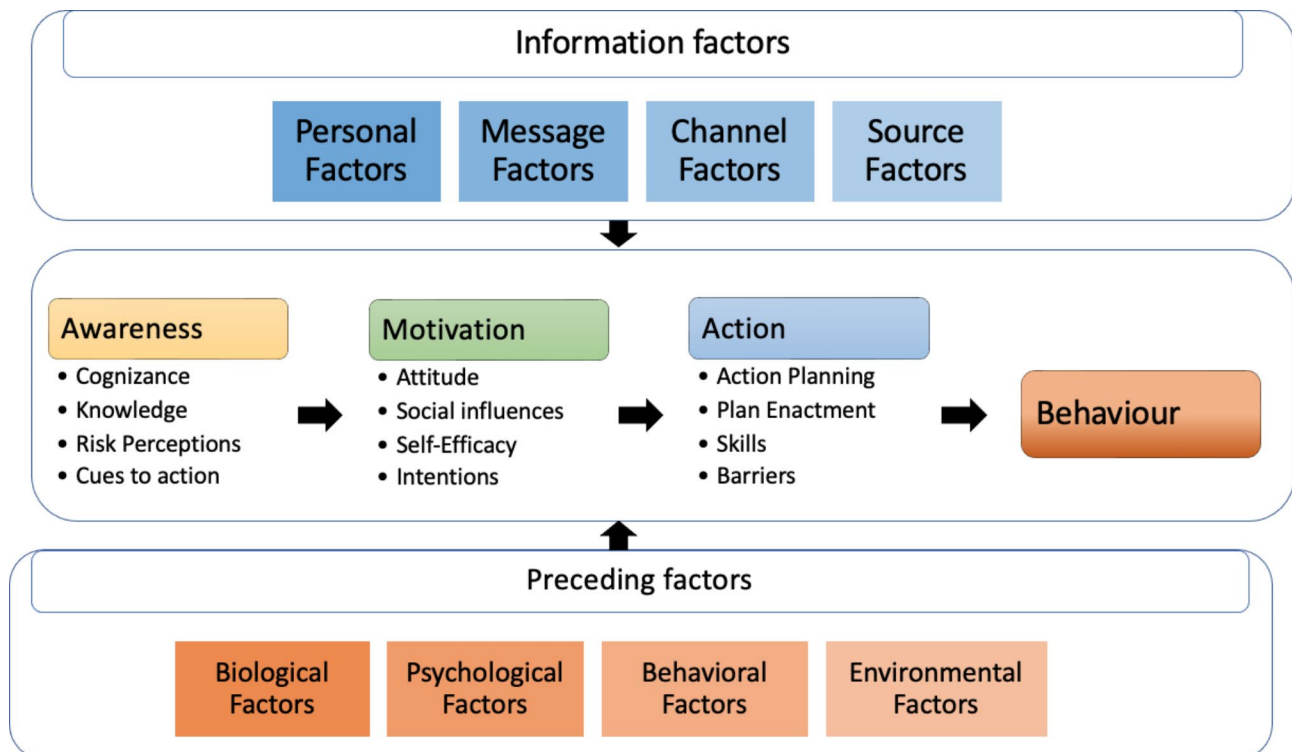 Information factors
Personal
Factors
Message
Factors
Channel
Factors
Source
Factors
Awareness
• Cognizance
• Knowledge
• Risk Perceptions
• Cues to action
Motivation
• Attitude
• Social influences
• Self-Efficacy
• Intentions
Action
• Action Planning
• Plan Enactment
• Skills
• Barriers
Behaviour
Preceding factors
Biological
Factors
Psychological
Factors
Behavioral
Factors
Environmental
Factors